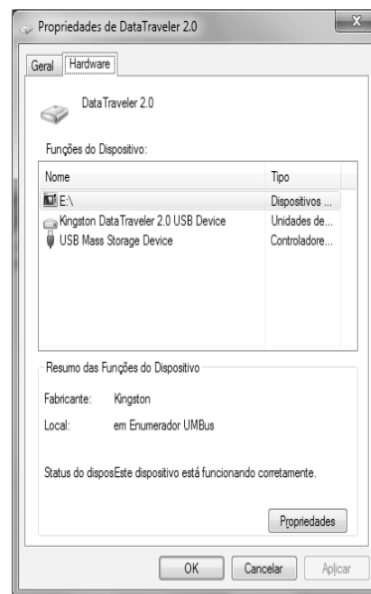 Propriedades de DataTraveler 2.0
X
Geral Hardware
DataTraveler 2.0
Funções do Dispositivo:
Nome Tipo
E:\ Dispositivos ...
Kingston DataTraveler 2.0 USB Device Unidades de...
USB Mass Storage Device Controladore...
Resumo das Funções do Dispositivo
Fabricante: Kingston
Local: em Enumerador UMBus
Status do disposEste dispositivo está funcionando corretamente.
Propriedades
OK Cancelar Aplicar